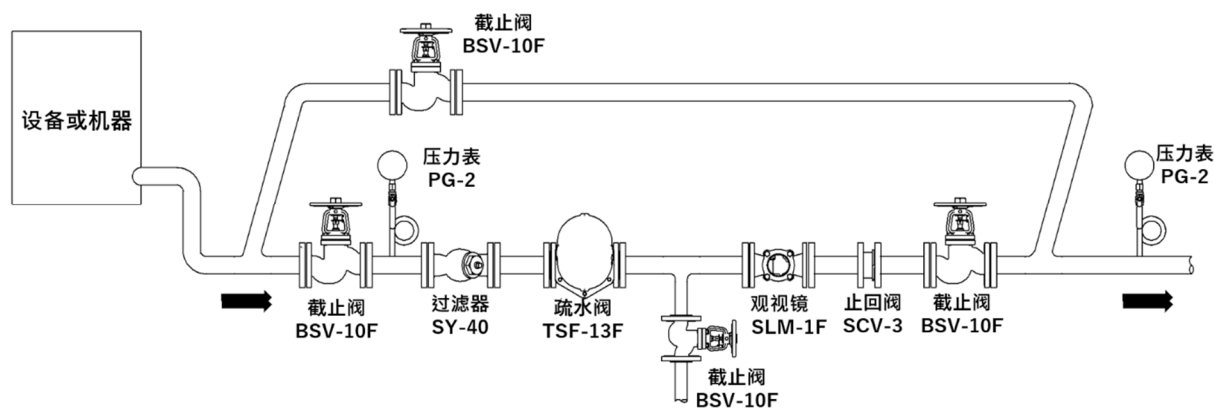 截止阀
BSV-10F
设备或机器
压力表
PG-2
压力表
PG-2
截止阀
BSV-10F
过滤器
SY-40
疏水阀
TSF-13F
观视镜
SLM-1F
止回阀
SCV-3
截止阀
BSV-10F
截止阀
BSV-10F